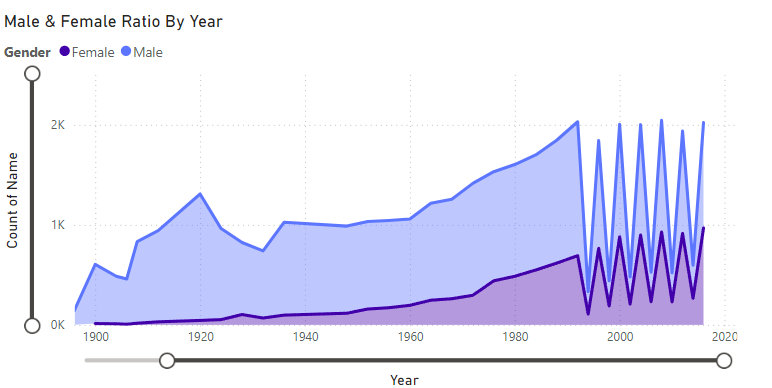 Male & Female Ratio By Year
Gender Female Male
Count of Name
2K
1K
0K
1900 1920 1940 1960 1980 2000 2020
Year